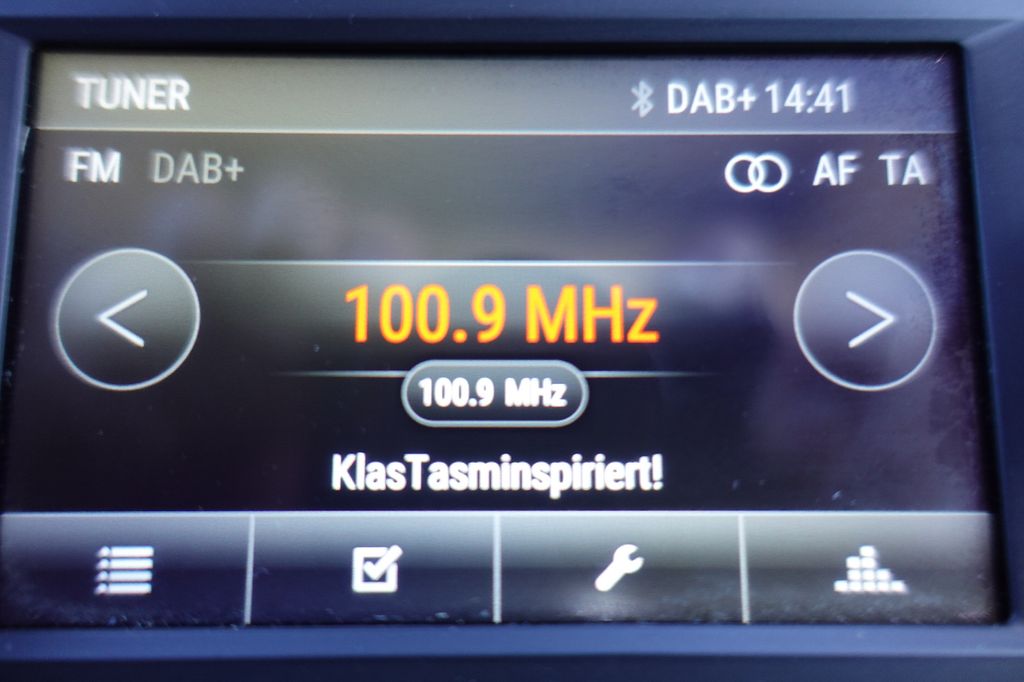 TUNER DAB+ 14:41
FM DAB+ AF TA
100.9 MHz
100.9 MHz
KlasTasminspiriert!